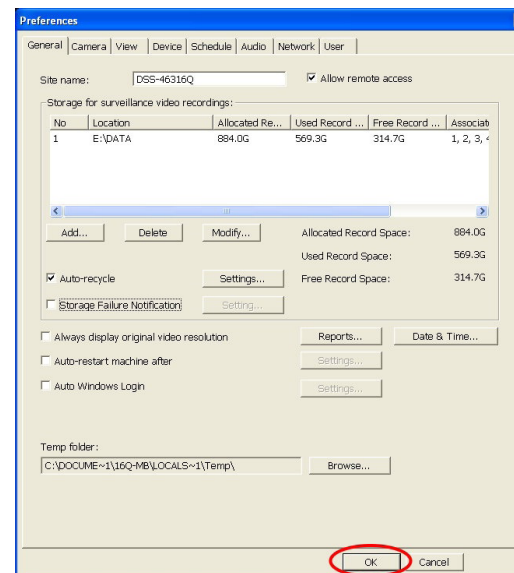 Preferences
General Camera View Device Schedule Audio Network User
Site name: DSS-46316Q Allow remote access
Storage for surveillance video recordings:
No Location Allocated Re... Used Record ... Free Record ... Associat
1 E:\DATA 884.0G 569.3G 314.7G 1, 2, 3, 4
Add... Delete Modify... Allocated Record Space: 884.0G
Used Record Space: 569.3G
Auto-recycle Settings... Free Record Space: 314.7G
Storage Failure Notification Setting...
Always display original video resolution Reports... Date & Time...
Auto-restart machine after Settings...
Auto Windows Login Settings...
Temp folder:
C:\DOCUME~1\16Q-MB\LOCALS~1\Temp\ Browse...
OK Cancel